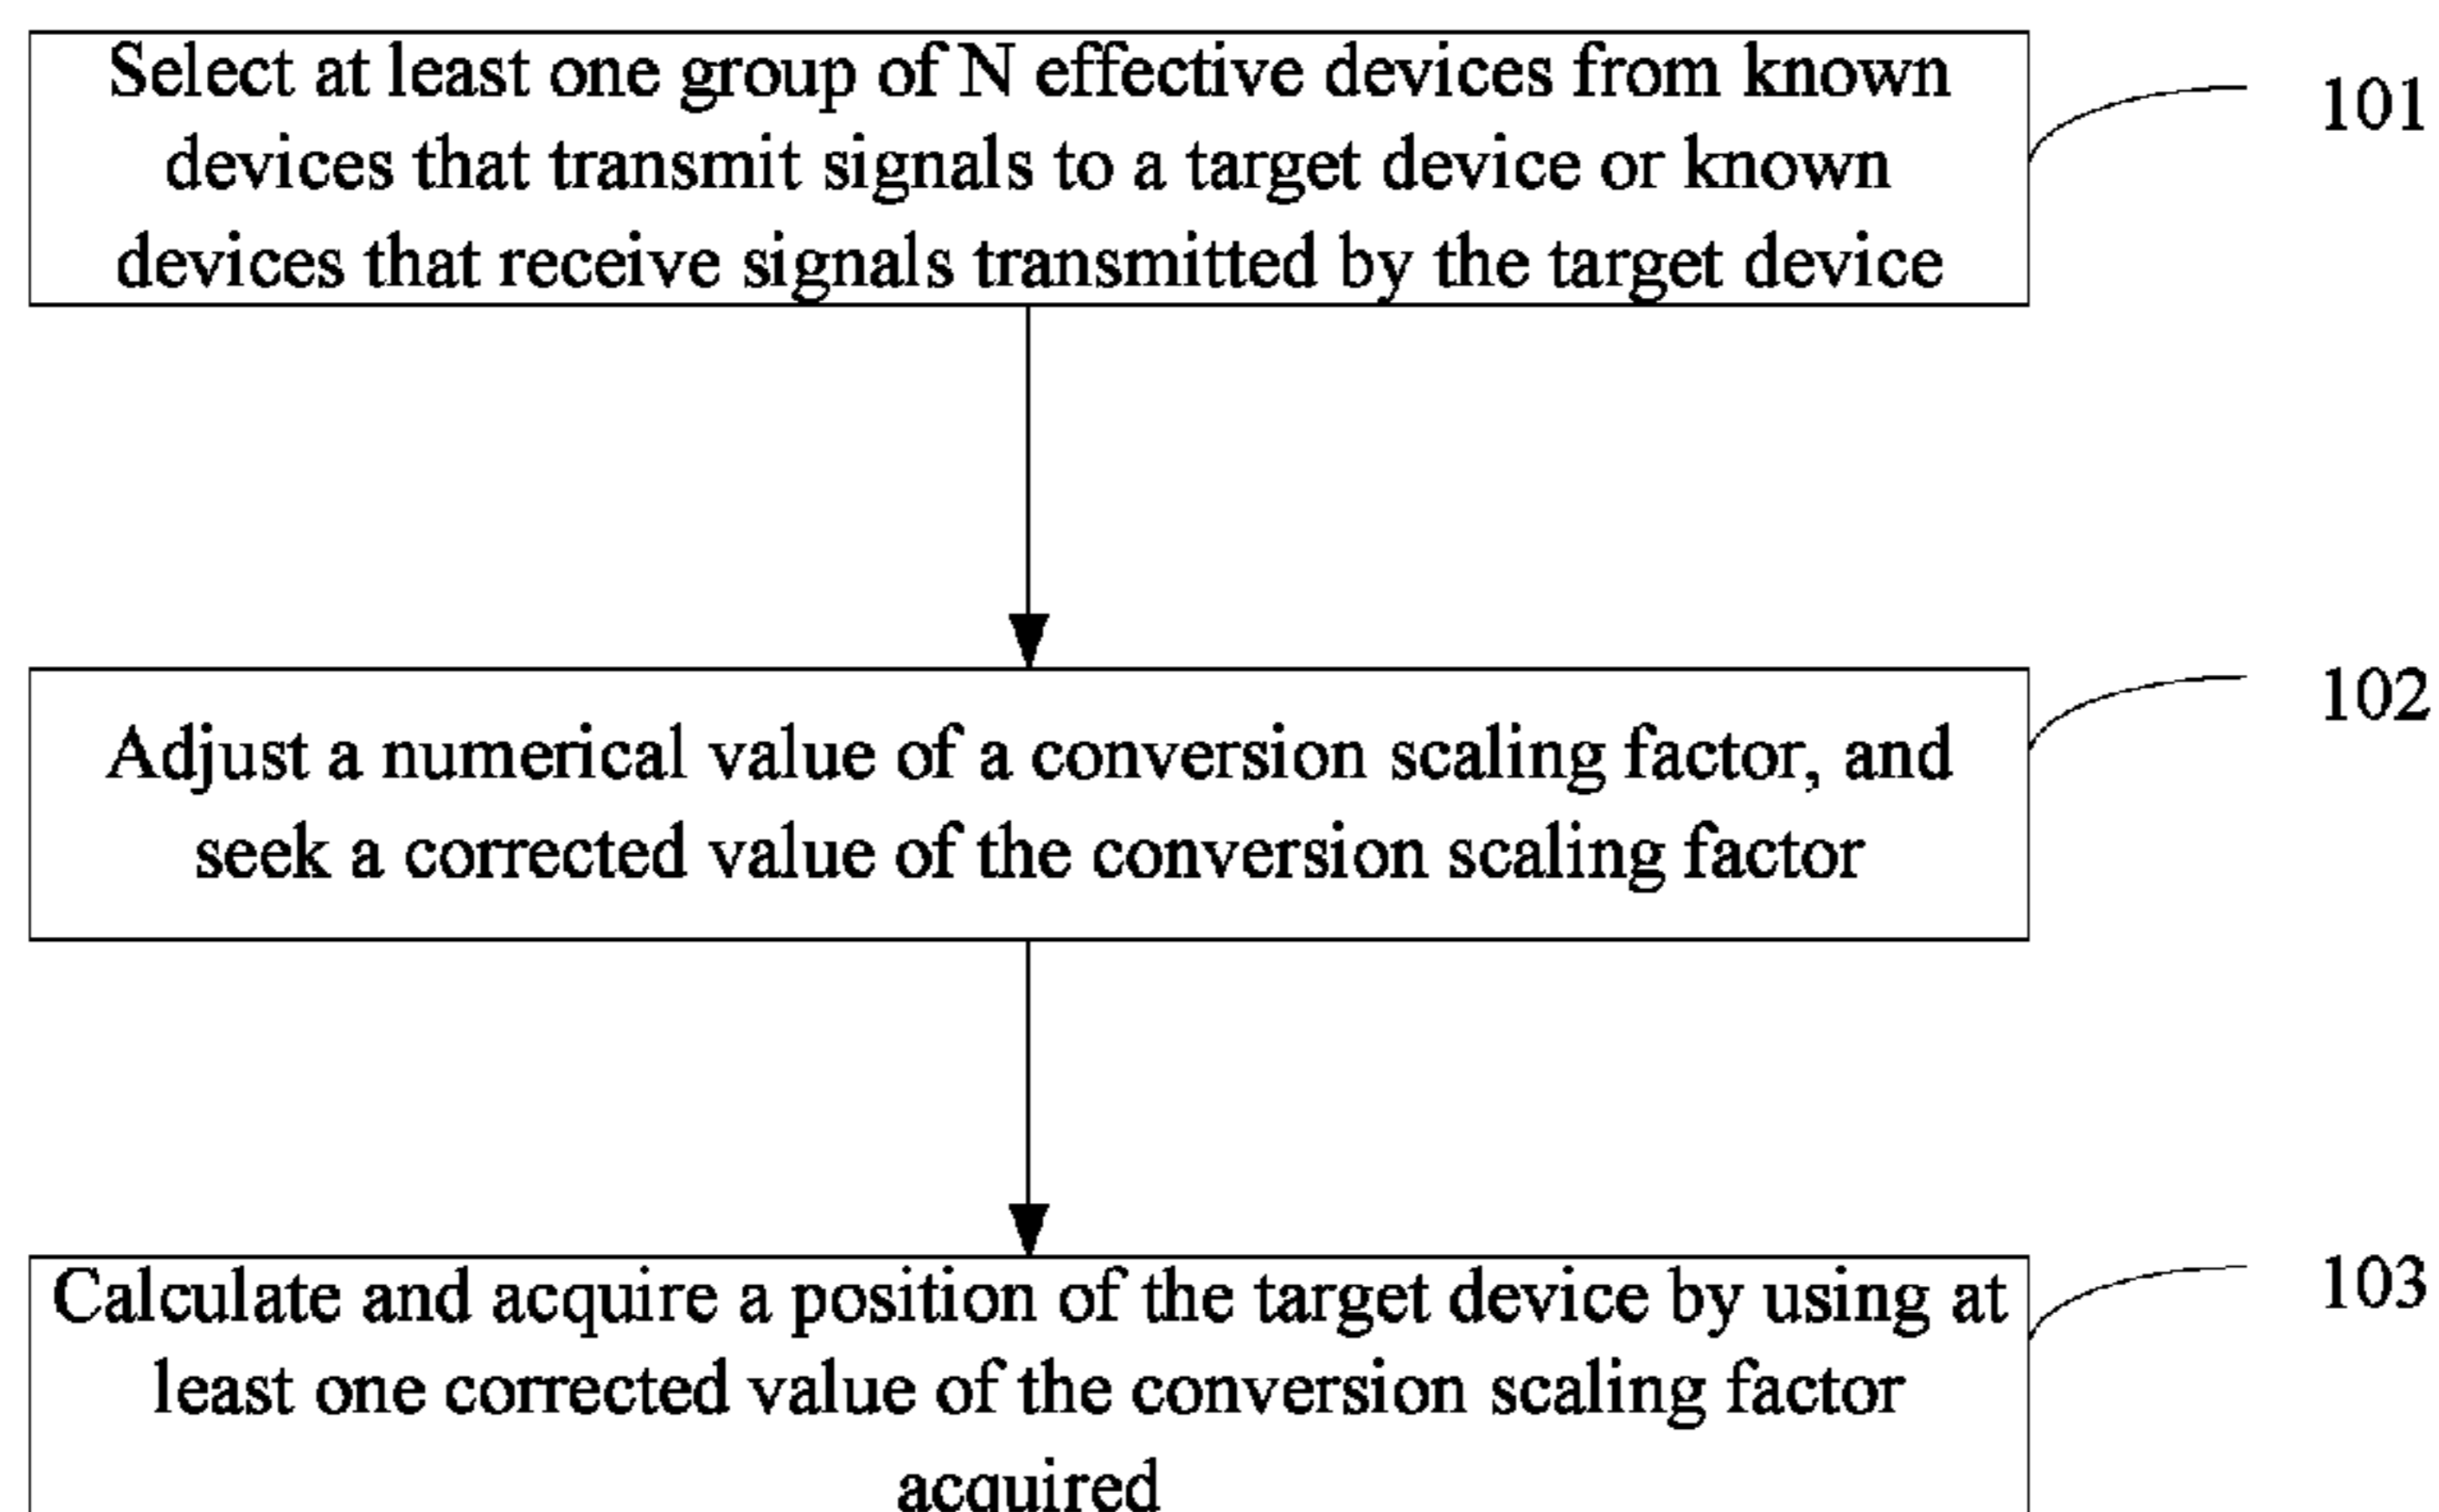 Select at least one group of N effective devices from known
devices that transmit signals to a target device or known
devices that receive signals transmitted by the target device
101
Adjust a numerical value of a conversion scaling factor, and
seek a corrected value of the conversion scaling factor
102
Calculate and acquire a position of the target device by using at
least one corrected value of the conversion scaling factor
acquired
103